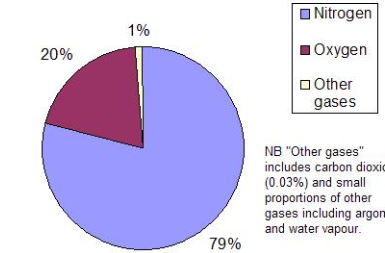 1%
20%
79%
Nitrogen
Oxygen
Other
gases
NB "Other gases"
includes carbon dioxid
(0.03%) and small
proportions of other
gases including argon
and water vapour.